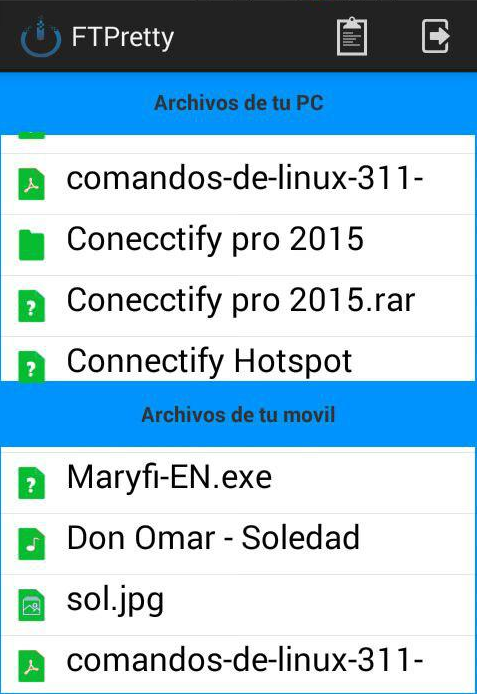 FTPretty
Archivos de tu PC
comandos-de-linux-311-
Conecctify pro 2015
Conecctify pro 2015.rar
Connectify Hotspot
Archivos de tu movil
Maryfi-EN.exe
Don Omar - Soledad
sol.jpg
comandos-de-linux-311-